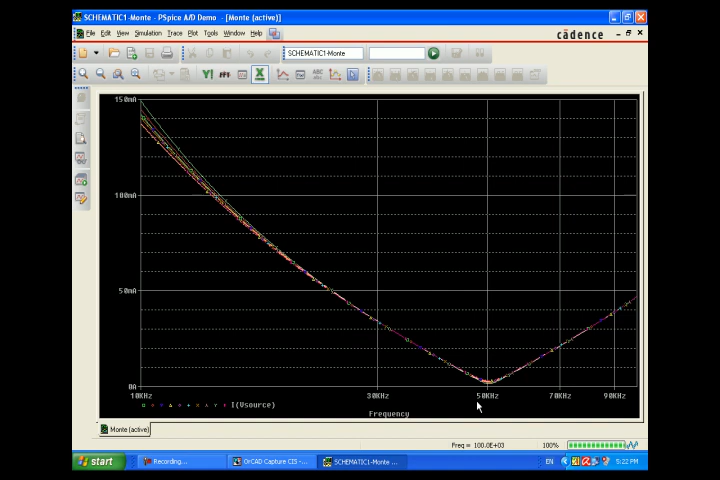 SCHEMATIC1-Monte - PSpice A/D Demo - [Monte (active)]
File Edit View Simulation Trace Plot Tools Window Help
cādence
SCHEMATIC1-Monte
ABC
150mA
100mA
50mA
0A
10KHz 30KHz 50KHz 70KHz 90KHz
I(Vsource)
Frequency
Monte (active)
Freq = 100.0E+03 100%
start Recording... OrCAD Capture CIS -... SCHEMATIC1-Monte ... EN 5:22 PM